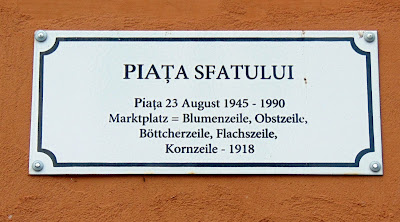 PIAȚA SFATULUI
Piața 23 August 1945 - 1990
Marktplatz = Blumenzeile, Obstzeile,
Böttcherzeile, Flachszeile,
Kornzeile - 1918